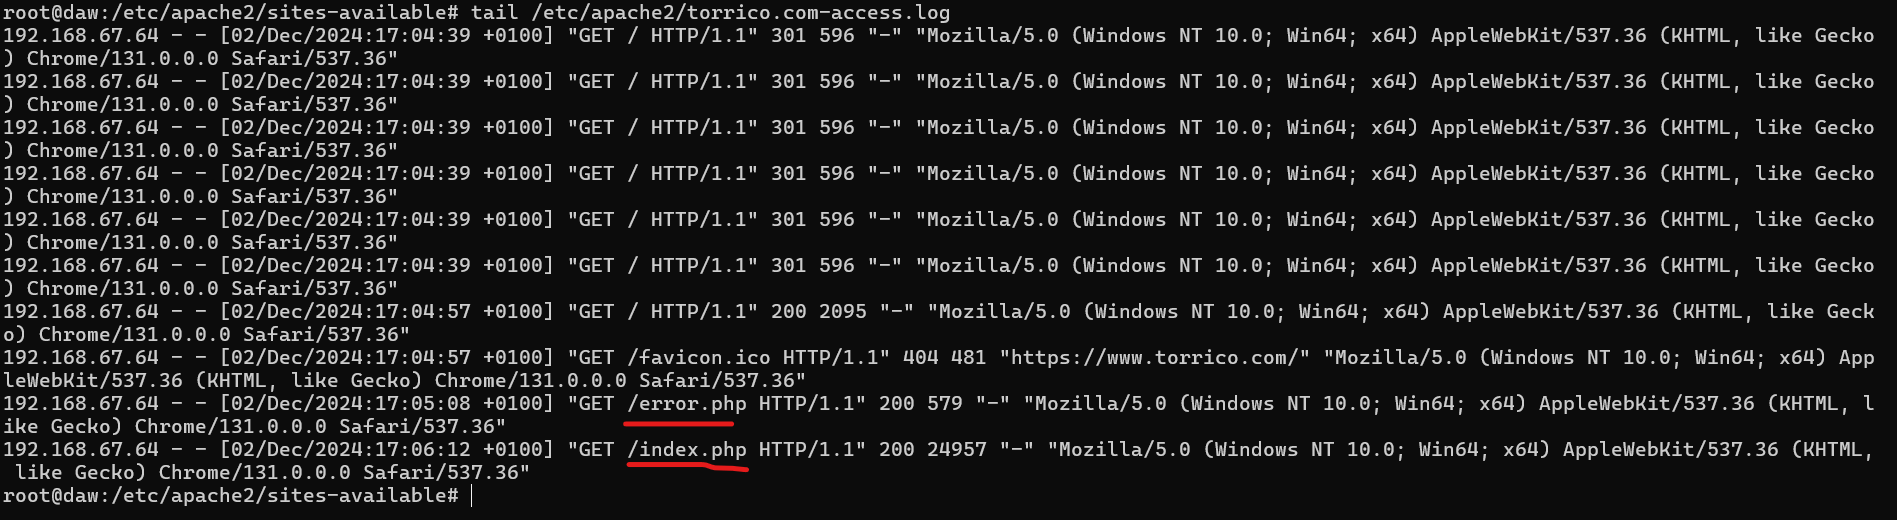 root@daw:/etc/apache2/sites-available# tail /etc/apache2/torrico.com-access.log
192.168.67.64 - - [02/Dec/2024:17:04:39 +0100] "GET / HTTP/1.1" 301 596 "-" "Mozilla/5.0 (Windows NT 10.0; Win64; x64) AppleWebKit/537.36 (KHTML, like Gecko
) Chrome/131.0.0.0 Safari/537.36"
192.168.67.64 - - [02/Dec/2024:17:04:39 +0100] "GET / HTTP/1.1" 301 596 "-" "Mozilla/5.0 (Windows NT 10.0; Win64; x64) AppleWebKit/537.36 (KHTML, like Gecko
) Chrome/131.0.0.0 Safari/537.36"
192.168.67.64 - - [02/Dec/2024:17:04:39 +0100] "GET / HTTP/1.1" 301 596 "-" "Mozilla/5.0 (Windows NT 10.0; Win64; x64) AppleWebKit/537.36 (KHTML, like Gecko
) Chrome/131.0.0.0 Safari/537.36"
192.168.67.64 - - [02/Dec/2024:17:04:39 +0100] "GET / HTTP/1.1" 301 596 "-" "Mozilla/5.0 (Windows NT 10.0; Win64; x64) AppleWebKit/537.36 (KHTML, like Gecko
) Chrome/131.0.0.0 Safari/537.36"
192.168.67.64 - - [02/Dec/2024:17:04:39 +0100] "GET / HTTP/1.1" 301 596 "-" "Mozilla/5.0 (Windows NT 10.0; Win64; x64) AppleWebKit/537.36 (KHTML, like Gecko
) Chrome/131.0.0.0 Safari/537.36"
192.168.67.64 - - [02/Dec/2024:17:04:39 +0100] "GET / HTTP/1.1" 301 596 "-" "Mozilla/5.0 (Windows NT 10.0; Win64; x64) AppleWebKit/537.36 (KHTML, like Gecko
) Chrome/131.0.0.0 Safari/537.36"
192.168.67.64 - - [02/Dec/2024:17:04:57 +0100] "GET / HTTP/1.1" 200 2095 "-" "Mozilla/5.0 (Windows NT 10.0; Win64; x64) AppleWebKit/537.36 (KHTML, like Geck
o) Chrome/131.0.0.0 Safari/537.36"
192.168.67.64 - - [02/Dec/2024:17:04:57 +0100] "GET /favicon.ico HTTP/1.1" 404 481 "https://www.torrico.com/" "Mozilla/5.0 (Windows NT 10.0; Win64; x64) App
leWebKit/537.36 (KHTML, like Gecko) Chrome/131.0.0.0 Safari/537.36"
192.168.67.64 - - [02/Dec/2024:17:05:08 +0100] "GET /error.php HTTP/1.1" 200 579 "-" "Mozilla/5.0 (Windows NT 10.0; Win64; x64) AppleWebKit/537.36 (KHTML, l
ike Gecko) Chrome/131.0.0.0 Safari/537.36"
192.168.67.64 - - [02/Dec/2024:17:06:12 +0100] "GET /index.php HTTP/1.1" 200 24957 "-" "Mozilla/5.0 (Windows NT 10.0; Win64; x64) AppleWebKit/537.36 (KHTML,
 like Gecko) Chrome/131.0.0.0 Safari/537.36"
root@daw:/etc/apache2/sites-available#